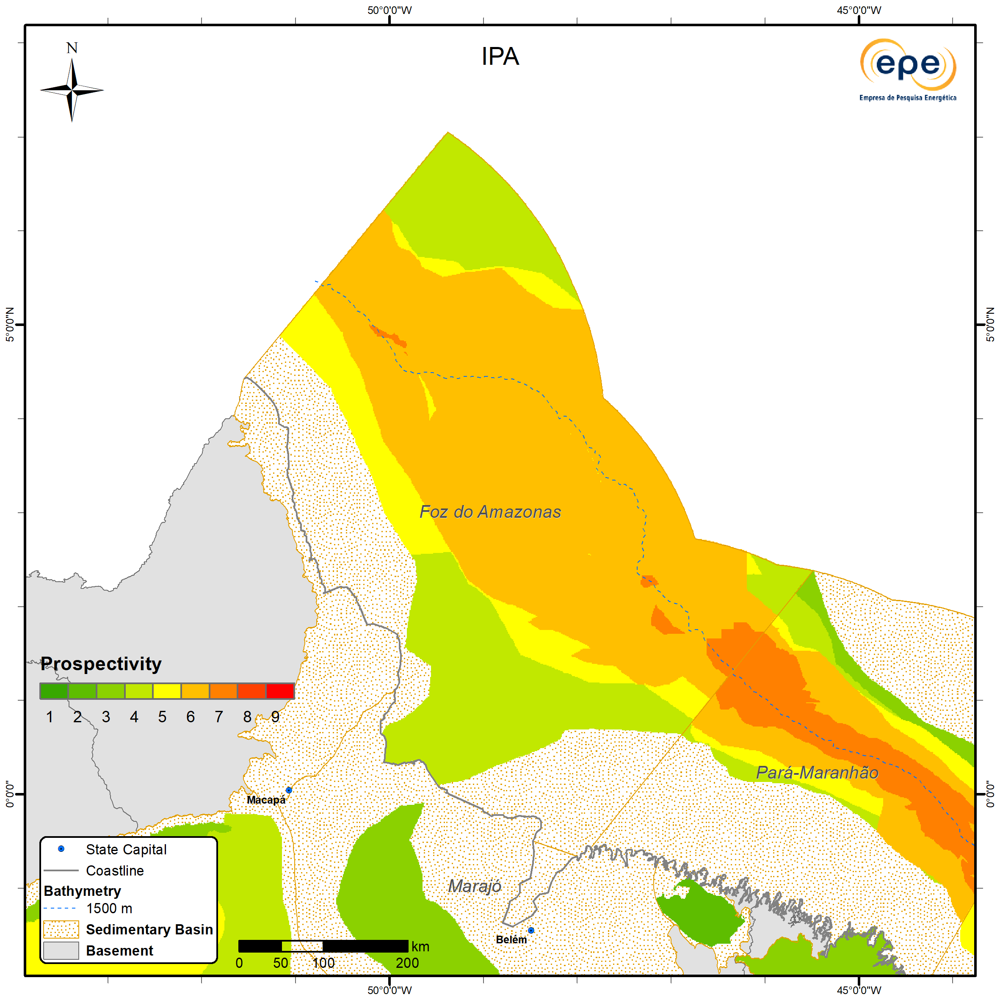 50°0'0"W
45°0'0"W
N
IPA
epe
Empresa de Pesquisa Energética
5°0'0"N
5°0'0"N
Foz do Amazonas
Prospectivity
1 2 3 4 5 6 7 8 9
Pará-Maranhão
0°0'0"
0°0'0"
Macapá
State Capital
Coastline
Bathymetry
1500 m
Sedimentary Basin
Basement
Marajó
Belém
km
0 50 100 200
50°0'0"W
45°0'0"W